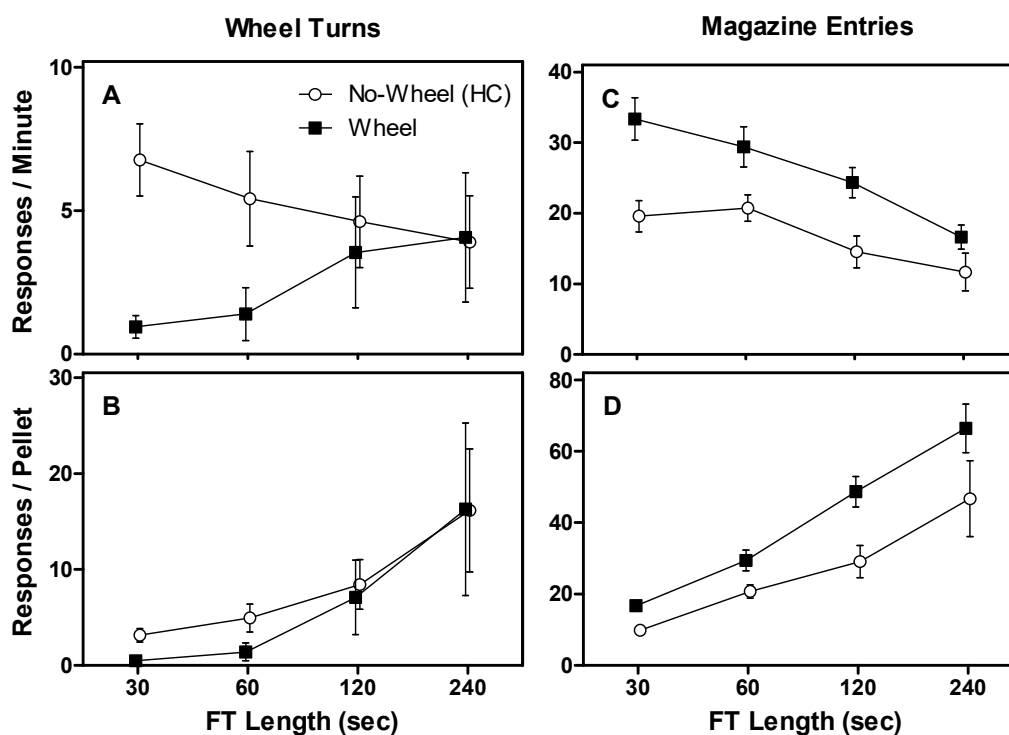 Wheel Turns
Magazine Entries
Responses / Minute
10
5
0
A
No-Wheel (HC)
Wheel
40
30
20
10
0
C
Responses / Pellet
30
20
10
0
B
80
60
40
20
0
D
30 60 120 240
FT Length (sec)
30 60 120 240
FT Length (sec)